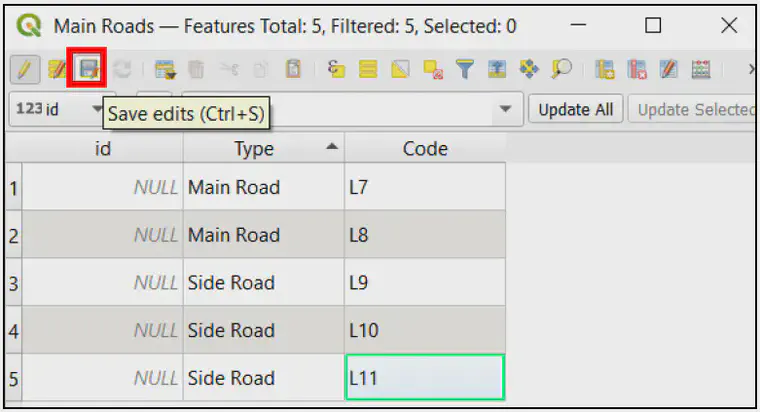 Main Roads — Features Total: 5, Filtered: 5, Selected: 0
123 id Update All Update Selected
Save edits (Ctrl+S)
id Type Code
1 NULL Main Road L7
2 NULL Main Road L8
3 NULL Side Road L9
4 NULL Side Road L10
5 NULL Side Road L11